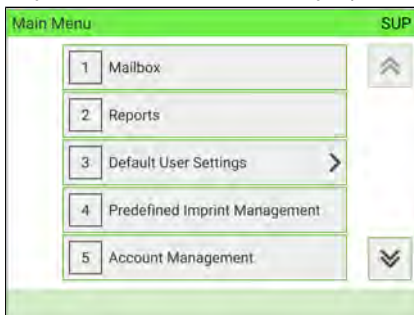 Main Menu SUP
1 Mailbox
2 Reports
3 Default User Settings
4 Predefined Imprint Management
5 Account Management